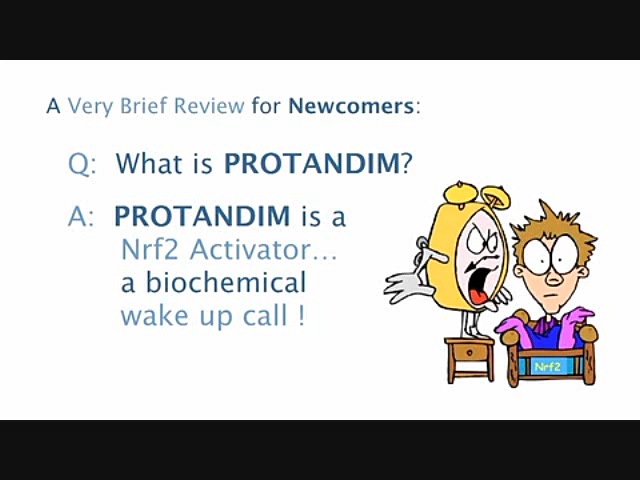 A Very Brief Review for Newcomers:
Q: What is PROTANDIM?
A: PROTANDIM is a
Nrf2 Activator...
a biochemical
wake up call !
Nrf2